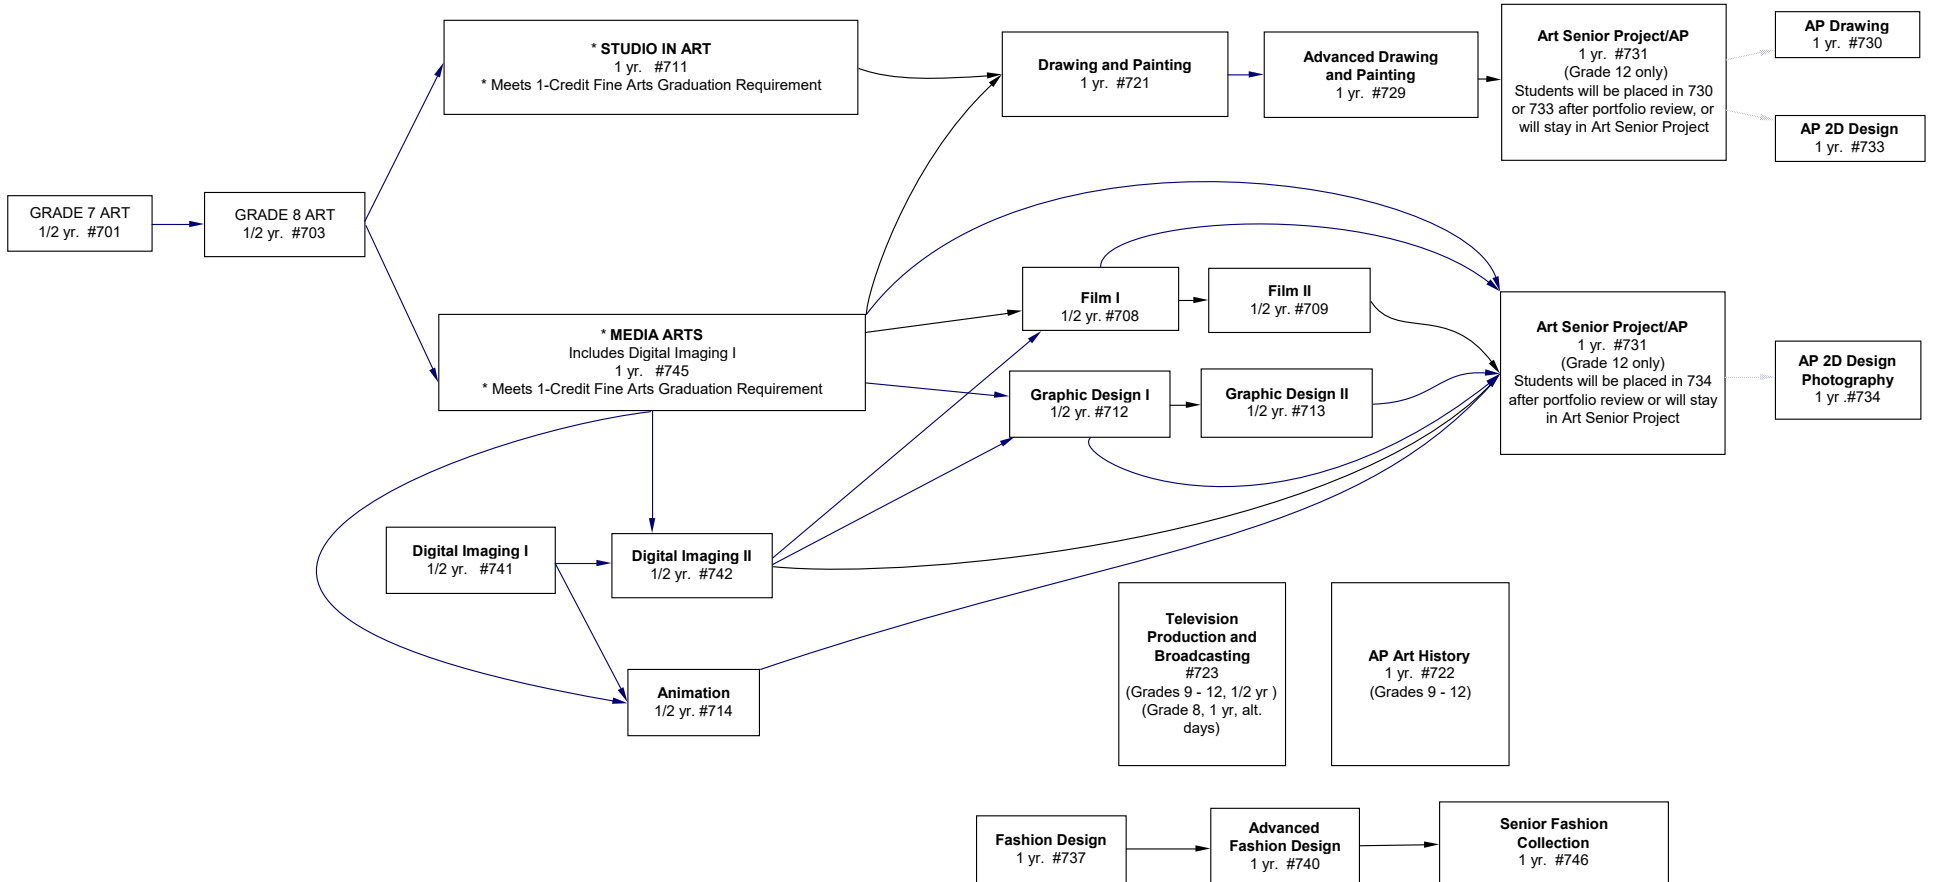 * STUDIO IN ART
1 yr. #711
* Meets 1-Credit Fine Arts Graduation Requirement
Drawing and Painting
1 yr. #721
Advanced Drawing
and Painting
1 yr. #729
Art Senior Project/AP
1 yr. #731
(Grade 12 only)
Students will be placed in 730
or 733 after portfolio review, or
will stay in Art Senior Project
AP Drawing
1 yr. #730
AP 2D Design
1 yr. #733
GRADE 7 ART
1/2 yr. #701
GRADE 8 ART
1/2 yr. #703
* MEDIA ARTS
Includes Digital Imaging I
1 yr. #745
* Meets 1-Credit Fine Arts Graduation Requirement
Film I
1/2 yr. #708
Film II
1/2 yr. #709
Graphic Design I
1/2 yr. #712
Graphic Design II
1/2 yr. #713
Art Senior Project/AP
1 yr. #731
(Grade 12 only)
Students will be placed in 734
after portfolio review or will stay
in Art Senior Project
AP 2D Design
Photography
1 yr .#734
Digital Imaging I
1/2 yr. #741
Digital Imaging II
1/2 yr. #742
Animation
1/2 yr. #714
Television
Production and
Broadcasting
#723
(Grades 9 - 12, 1/2 yr )
(Grade 8, 1 yr, alt.
days)
AP Art History
1 yr. #722
(Grades 9 - 12)
Fashion Design
1 yr. #737
Advanced
Fashion Design
1 yr. #740
Senior Fashion
Collection
1 yr. #746